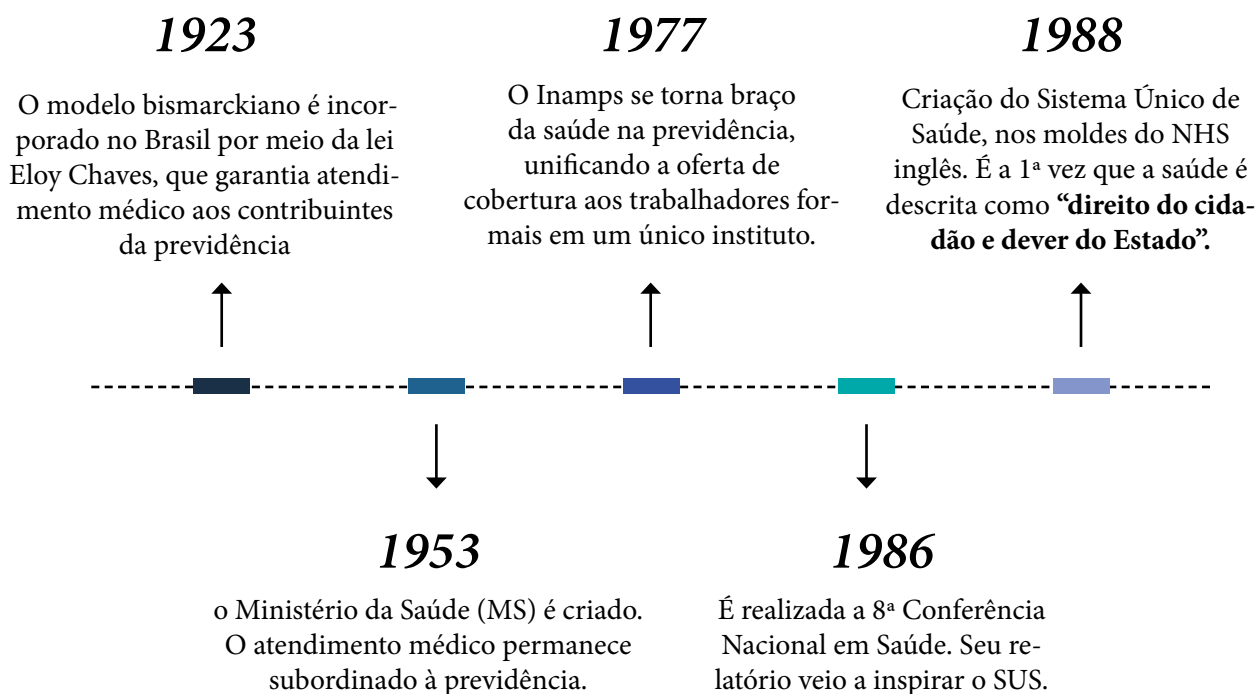 1923
O modelo bismarckiano é incor-
porado no Brasil por meio da lei
Eloy Chaves, que garantia atendi-
mento médico aos contribuintes
da previdência
1953
o Ministério da Saúde (MS) é criado.
O atendimento médico permanece
subordinado à previdência.
1977
O Inamps se torna braço
da saúde na previdência,
unificando a oferta de
cobertura aos trabalhadores for-
mais em um único instituto.
1986
É realizada a 8ª Conferência
Nacional em Saúde. Seu re-
latório veio a inspirar o SUS.
1988
Criação do Sistema Único de
Saúde, nos moldes do NHS
inglês. É a 1ª vez que a saúde é
descrita como “direito do cida-
dão e dever do Estado”.